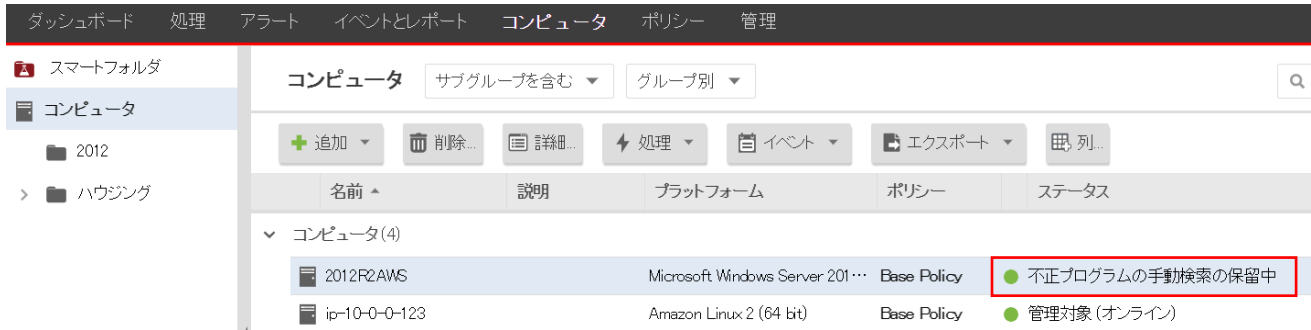 ダッシュボード 処理 アラート イベントとレポート コンピュータ ポリシー 管理
スマートフォルダ
コンピュータ
2012
ハウジング
コンピュータ サブグループを含む グループ別
追加 削除... 詳細... 処理 イベント エクスポート 列...
名前 説明 プラットフォーム ポリシー ステータス
コンピュータ(4)
2012R2AWS Microsoft Windows Server 201… Base Policy 不正プログラムの手動検索の保留中
ip-10-0-0-123 Amazon Linux 2 (64 bit) Base Policy 管理対象 (オンライン)